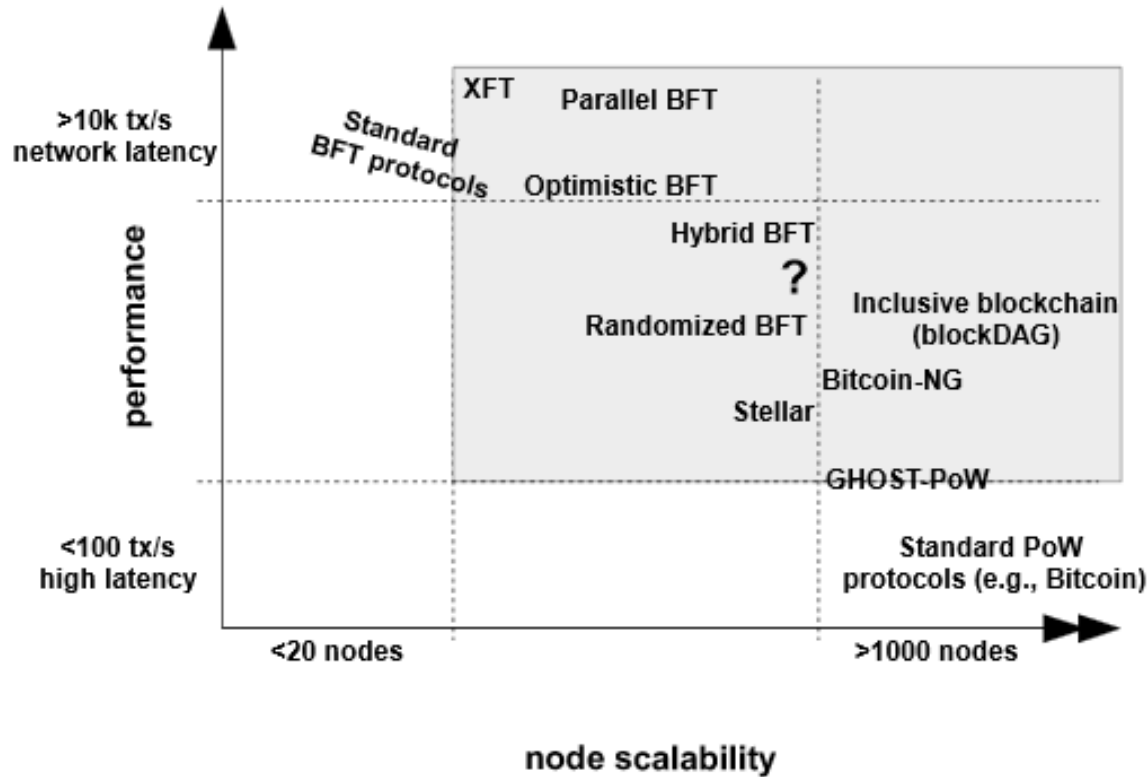 XFT
Parallel BFT
>10k tx/s
network latency
Standard
BFT protocols
Optimistic BFT
Hybrid BFT
?
performance
Inclusive blockchain
(blockDAG)
Randomized BFT
Bitcoin-NG
Stellar
GHOST-PoW
<100 tx/s
high latency
Standard PoW
protocols (e.g., Bitcoin)
<20 nodes
>1000 nodes
node scalability